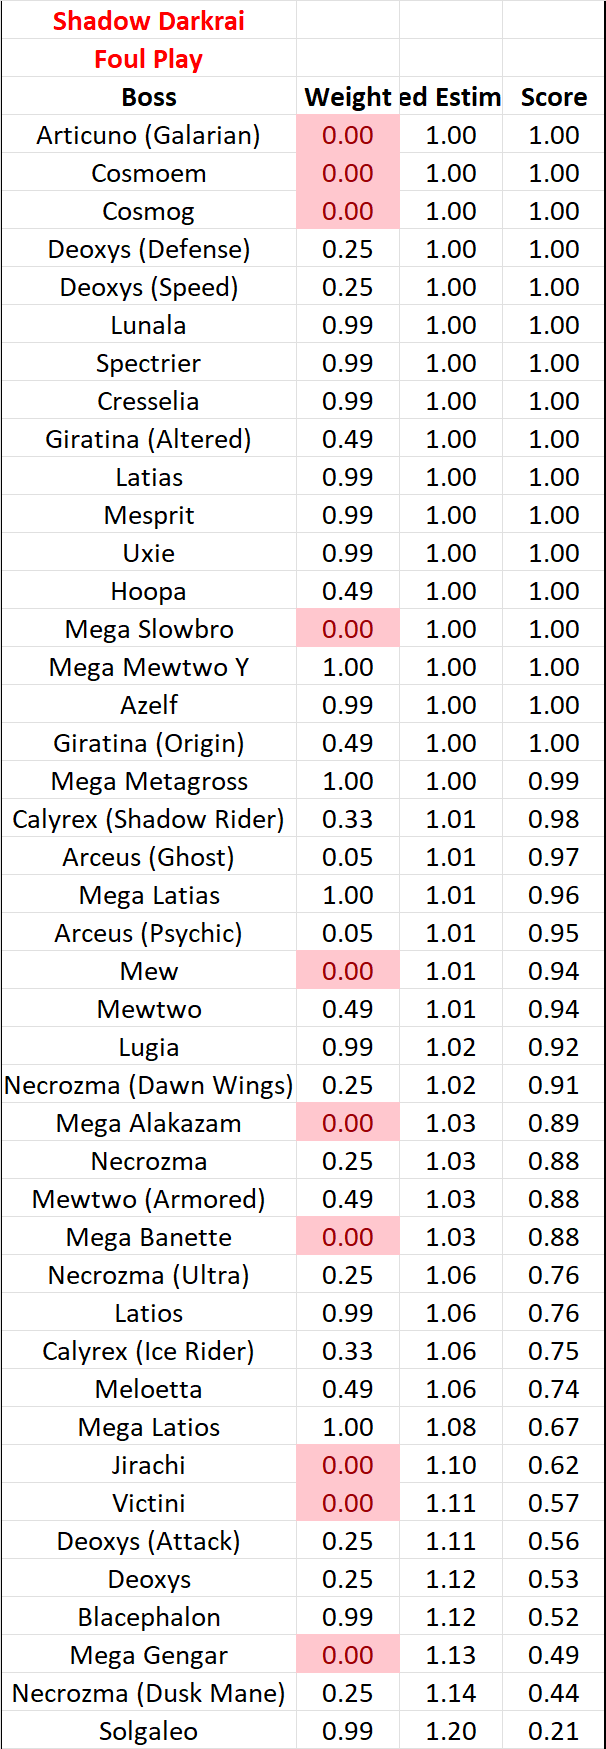 Shadow Darkrai
Foul Play
Boss Weight ed Estim Score
Articuno (Galarian) 0.00 1.00 1.00
Cosmoem 0.00 1.00 1.00
Cosmog 0.00 1.00 1.00
Deoxys (Defense) 0.25 1.00 1.00
Deoxys (Speed) 0.25 1.00 1.00
Lunala 0.99 1.00 1.00
Spectrier 0.99 1.00 1.00
Cresselia 0.99 1.00 1.00
Giratina (Altered) 0.49 1.00 1.00
Latias 0.99 1.00 1.00
Mesprit 0.99 1.00 1.00
Uxie 0.99 1.00 1.00
Hoopa 0.49 1.00 1.00
Mega Slowbro 0.00 1.00 1.00
Mega Mewtwo Y 1.00 1.00 1.00
Azelf 0.99 1.00 1.00
Giratina (Origin) 0.49 1.00 1.00
Mega Metagross 1.00 1.00 0.99
Calyrex (Shadow Rider) 0.33 1.01 0.98
Arceus (Ghost) 0.05 1.01 0.97
Mega Latias 1.00 1.01 0.96
Arceus (Psychic) 0.05 1.01 0.95
Mew 0.00 1.01 0.94
Mewtwo 0.49 1.01 0.94
Lugia 0.99 1.02 0.92
Necrozma (Dawn Wings) 0.25 1.02 0.91
Mega Alakazam 0.00 1.03 0.89
Necrozma 0.25 1.03 0.88
Mewtwo (Armored) 0.49 1.03 0.88
Mega Banette 0.00 1.03 0.88
Necrozma (Ultra) 0.25 1.06 0.76
Latios 0.99 1.06 0.76
Calyrex (Ice Rider) 0.33 1.06 0.75
Meloetta 0.49 1.06 0.74
Mega Latios 1.00 1.08 0.67
Jirachi 0.00 1.10 0.62
Victini 0.00 1.11 0.57
Deoxys (Attack) 0.25 1.11 0.56
Deoxys 0.25 1.12 0.53
Blacephalon 0.99 1.12 0.52
Mega Gengar 0.00 1.13 0.49
Necrozma (Dusk Mane) 0.25 1.14 0.44
Solgaleo 0.99 1.20 0.21